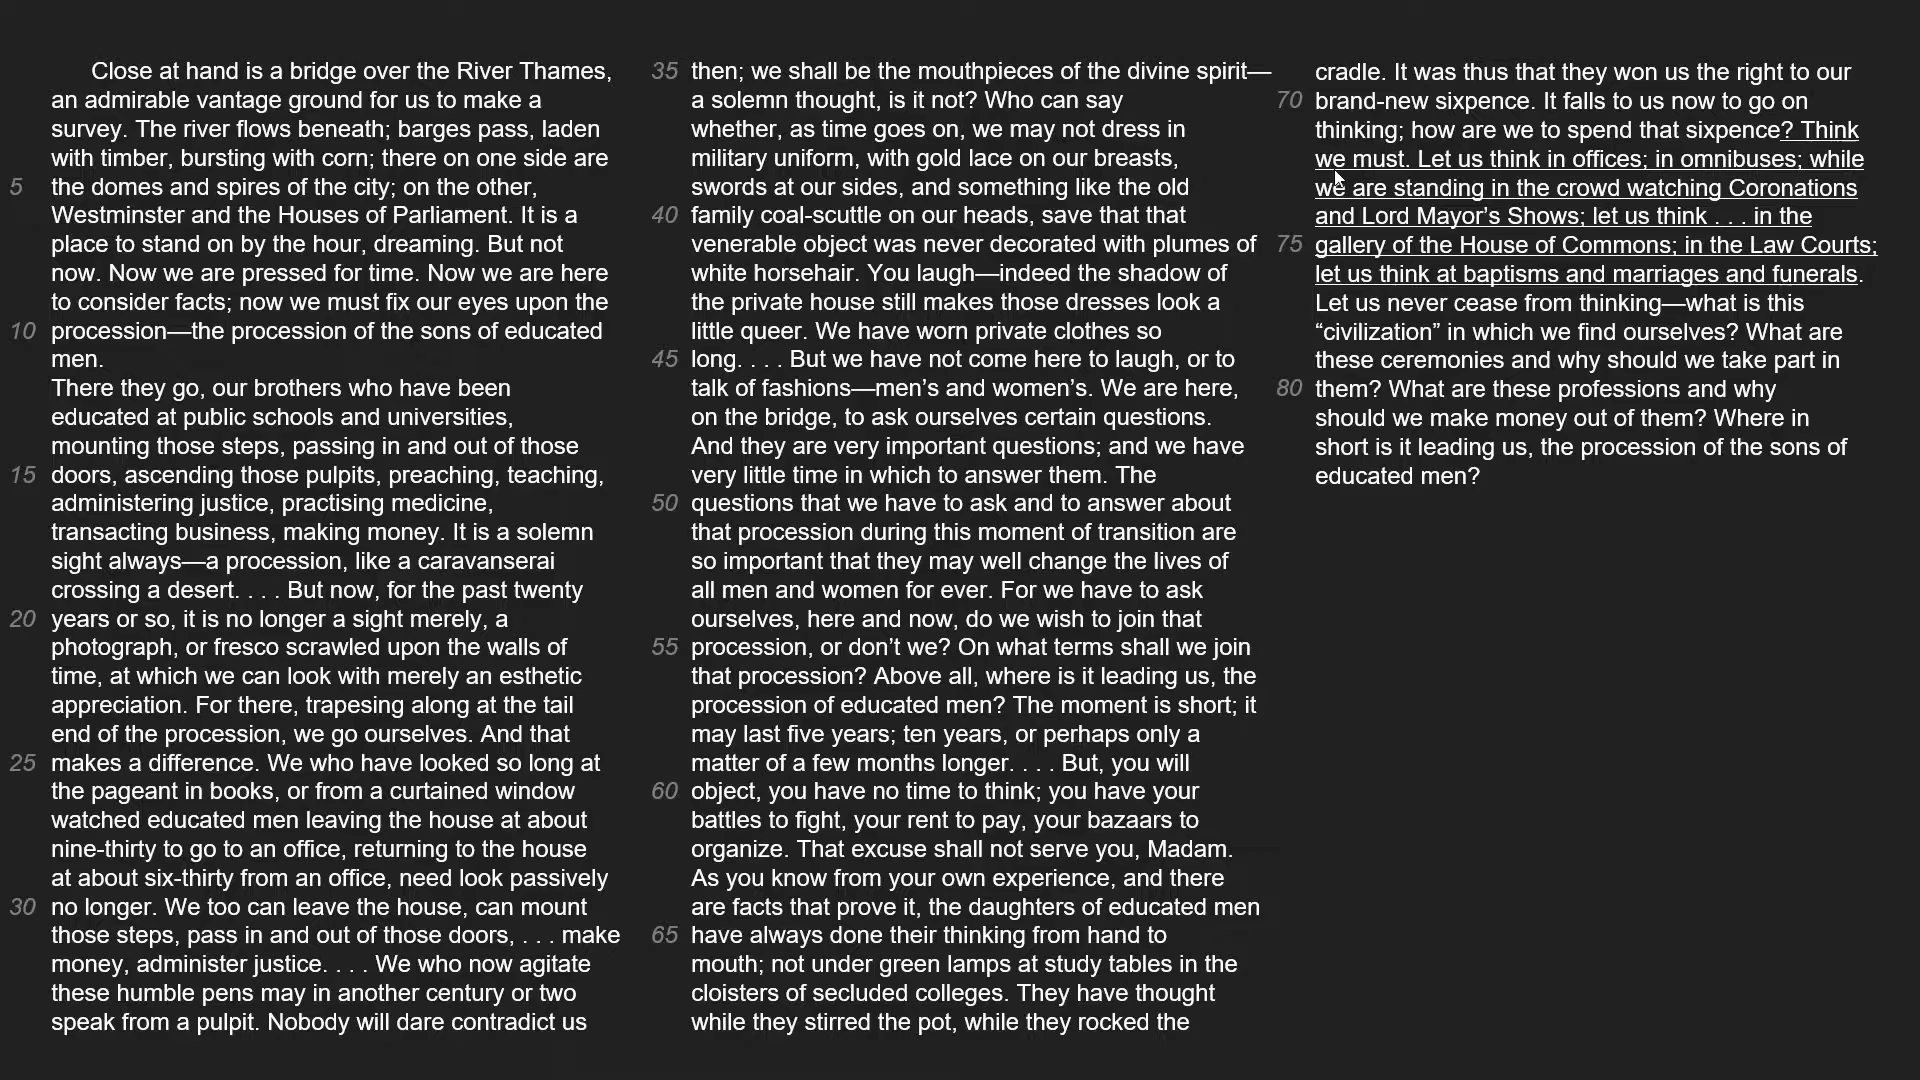 Close at hand is a bridge over the River Thames,
an admirable vantage ground for us to make a
survey. The river flows beneath; barges pass, laden
with timber, bursting with corn; there on one side are
5 the domes and spires of the city; on the other,
Westminster and the Houses of Parliament. It is a
place to stand on by the hour, dreaming. But not
now. Now we are pressed for time. Now we are here
to consider facts; now we must fix our eyes upon the
10 procession—the procession of the sons of educated
men.
There they go, our brothers who have been
educated at public schools and universities,
mounting those steps, passing in and out of those
15 doors, ascending those pulpits, preaching, teaching,
administering justice, practising medicine,
transacting business, making money. It is a solemn
sight always—a procession, like a caravanserai
crossing a desert. . . . But now, for the past twenty
20 years or so, it is no longer a sight merely, a
photograph, or fresco scrawled upon the walls of
time, at which we can look with merely an esthetic
appreciation. For there, trapesing along at the tail
end of the procession, we go ourselves. And that
25 makes a difference. We who have looked so long at
the pageant in books, or from a curtained window
watched educated men leaving the house at about
nine-thirty to go to an office, returning to the house
at about six-thirty from an office, need look passively
30 no longer. We too can leave the house, can mount
those steps, pass in and out of those doors, . . . make
money, administer justice. . . . We who now agitate
these humble pens may in another century or two
speak from a pulpit. Nobody will dare contradict us
35 then; we shall be the mouthpieces of the divine spirit—
a solemn thought, is it not? Who can say
whether, as time goes on, we may not dress in
military uniform, with gold lace on our breasts,
swords at our sides, and something like the old
40 family coal-scuttle on our heads, save that that
venerable object was never decorated with plumes of
white horsehair. You laugh—indeed the shadow of
the private house still makes those dresses look a
little queer. We have worn private clothes so
45 long. . . . But we have not come here to laugh, or to
talk of fashions—men’s and women’s. We are here,
on the bridge, to ask ourselves certain questions.
And they are very important questions; and we have
very little time in which to answer them. The
50 questions that we have to ask and to answer about
that procession during this moment of transition are
so important that they may well change the lives of
all men and women for ever. For we have to ask
ourselves, here and now, do we wish to join that
55 procession, or don’t we? On what terms shall we join
that procession? Above all, where is it leading us, the
procession of educated men? The moment is short; it
may last five years; ten years, or perhaps only a
matter of a few months longer. . . . But, you will
60 object, you have no time to think; you have your
battles to fight, your rent to pay, your bazaars to
organize. That excuse shall not serve you, Madam.
As you know from your own experience, and there
are facts that prove it, the daughters of educated men
65 have always done their thinking from hand to
mouth; not under green lamps at study tables in the
cloisters of secluded colleges. They have thought
while they stirred the pot, while they rocked the
cradle. It was thus that they won us the right to our
70 brand-new sixpence. It falls to us now to go on
thinking; how are we to spend that sixpence? Think
we must. Let us think in offices; in omnibuses; while
we are standing in the crowd watching Coronations
and Lord Mayor’s Shows; let us think . . . in the
75 gallery of the House of Commons; in the Law Courts;
let us think at baptisms and marriages and funerals.
Let us never cease from thinking—what is this
“civilization” in which we find ourselves? What are
these ceremonies and why should we take part in
80 them? What are these professions and why
should we make money out of them? Where in
short is it leading us, the procession of the sons of
educated men?